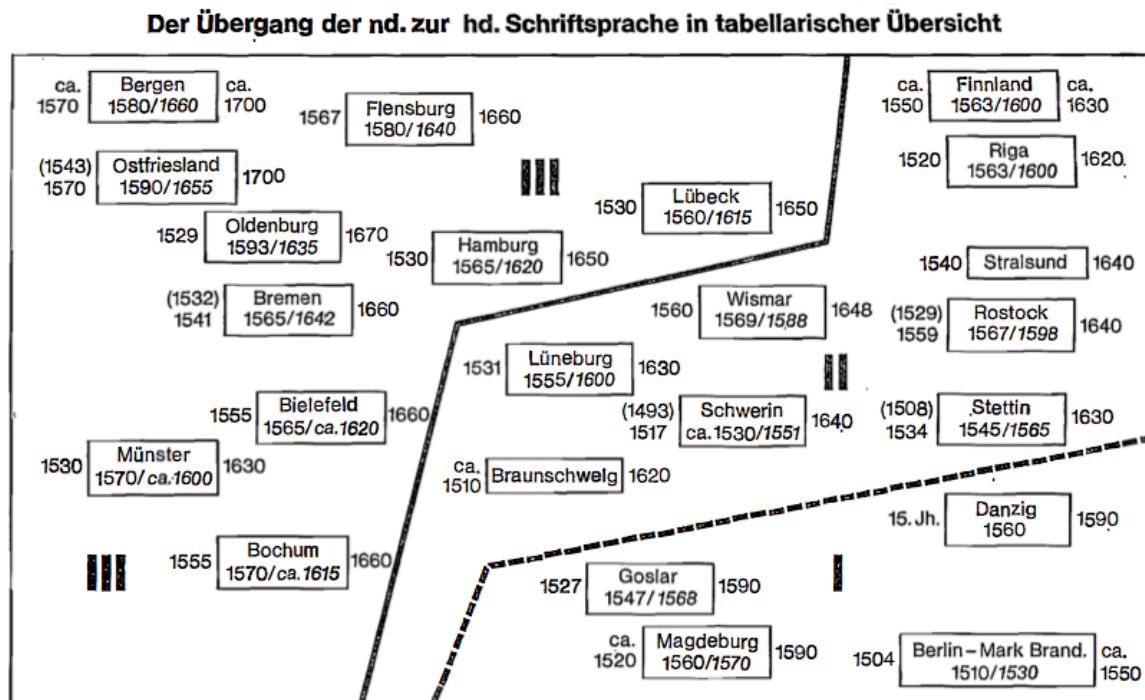 Der Übergang der nd. zur hd. Schriftsprache in tabellarischer Übersicht
ca. 1570 Bergen 1580/1660 ca. 1700
1567 Flensburg 1580/1640 1660
ca. 1550 Finnland 1563/1600 ca. 1630
(1543) 1570 Ostfriesland 1590/1655 1700
III
1520 Riga 1563/1600 1620
1530 Lübeck 1560/1615 1650
1529 Oldenburg 1593/1635 1670
1530 Hamburg 1565/1620 1650
1540 Stralsund 1640
(1532) 1541 Bremen 1565/1642 1660
1560 Wismar 1569/1588 1648
(1529) 1559 Rostock 1567/1598 1640
1531 Lüneburg 1555/1600 1630
II
1555 Bielefeld 1565/ca. 1620 1660
(1493) 1517 Schwerin ca. 1530/1551 1640
(1508) 1534 Stettin 1545/1565 1630
1530 Münster 1570/ca. 1600 1630
ca. 1510 Braunschweig 1620
15. Jh. Danzig 1560 1590
III
1555 Bochum 1570/ca. 1615 1660
1527 Goslar 1547/1568 1590
I
ca. 1520 Magdeburg 1560/1570 1590
1504 Berlin–Mark Brand. 1510/1530 ca. 1550